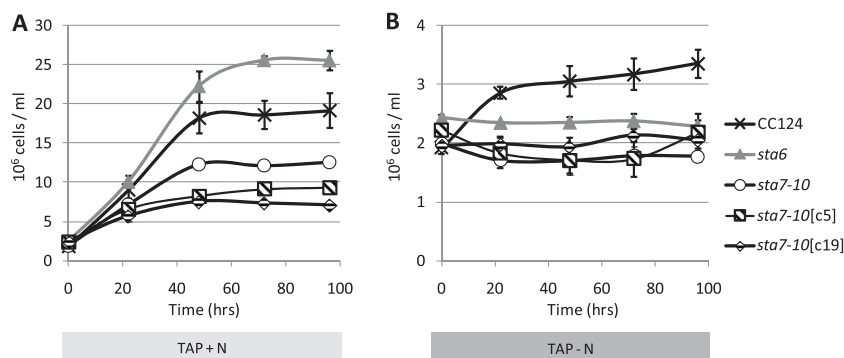 A
30
25
20
15
10
5
0
10⁶ cells / ml
0 20 40 60 80 100
Time (hrs)
TAP + N
B
4
3
2
1
0
10⁶ cells / ml
0 20 40 60 80 100
Time (hrs)
TAP - N
CC124
sta6
sta7-10
sta7-10[c5]
sta7-10[c19]